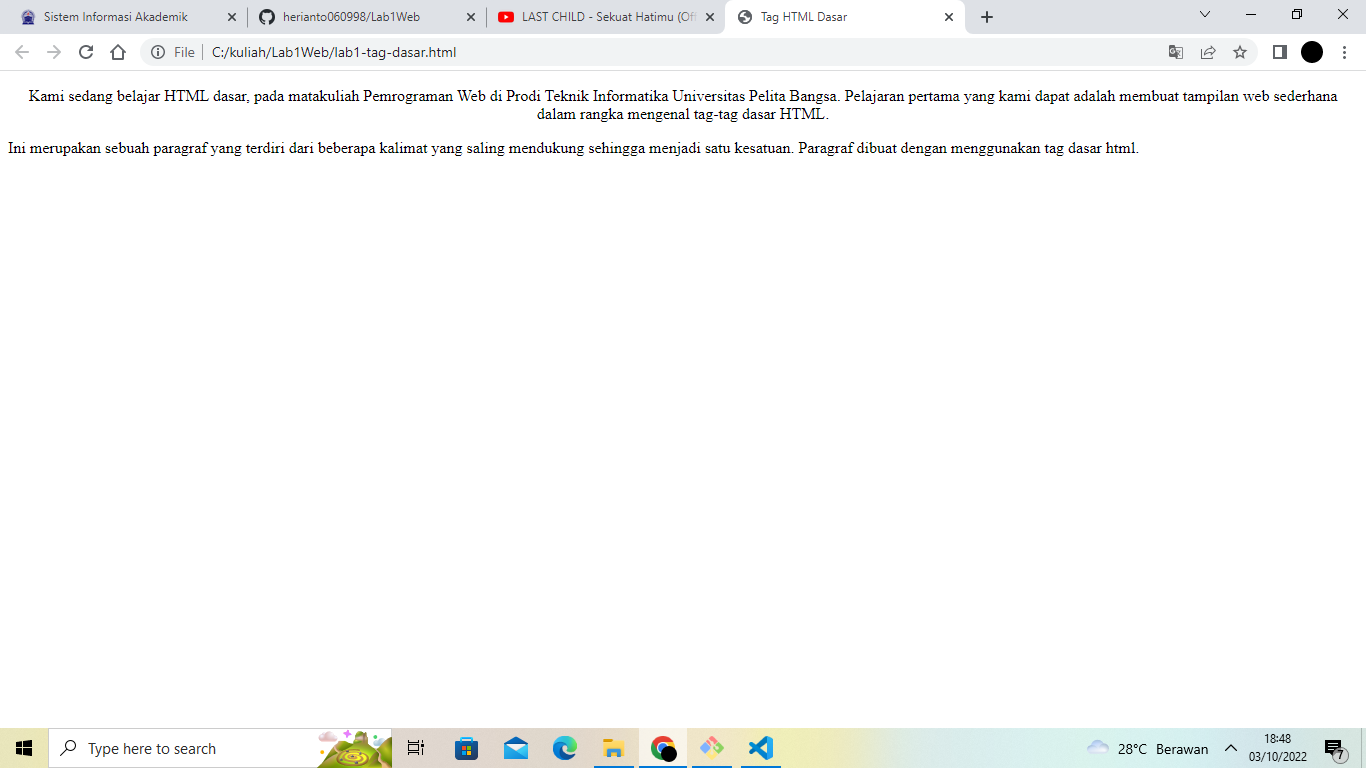 Sistem Informasi Akademik
herianto060998/Lab1Web
LAST CHILD - Sekuat Hatimu (Off
Tag HTML Dasar
File
C:/kuliah/Lab1Web/lab1-tag-dasar.html
Kami sedang belajar HTML dasar, pada matakuliah Pemrograman Web di Prodi Teknik Informatika Universitas Pelita Bangsa. Pelajaran pertama yang kami dapat adalah membuat tampilan web sederhana
dalam rangka mengenal tag-tag dasar HTML.
Ini merupakan sebuah paragraf yang terdiri dari beberapa kalimat yang saling mendukung sehingga menjadi satu kesatuan. Paragraf dibuat dengan menggunakan tag dasar html.
Type here to search
28°C Berawan
18:48
03/10/2022
7